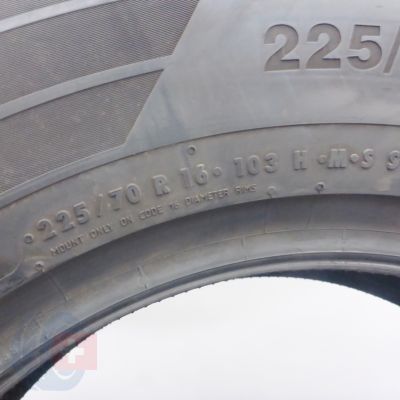 225/
225/70 R 16 · 103 H · M · S
MOUNT ONLY ON CODE 16 DIAMETER RIMS